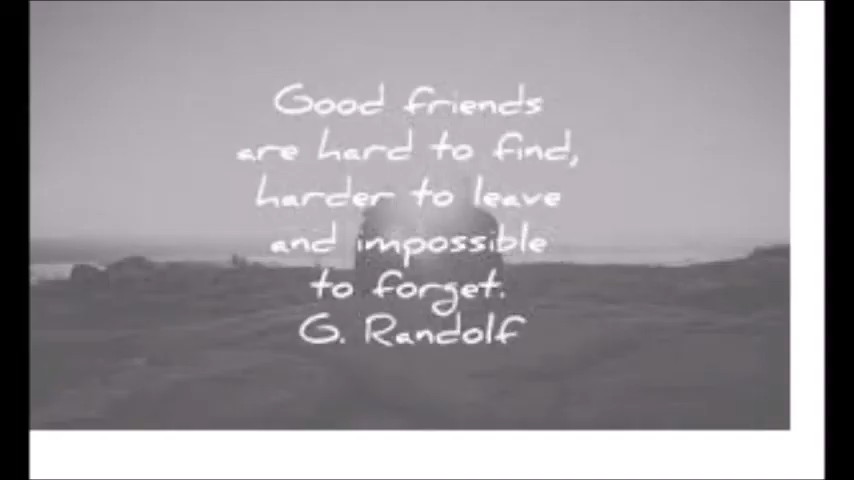 Good friends
are hard to find,
harder to leave
and impossible
to forget.
G. Randolf